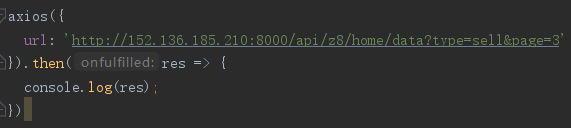 axios({
  url: 'http://152.136.185.210:8000/api/z8/home/data?type=sell&page=3'
}).then( onfulfilled: res => {
  console.log(res);
})